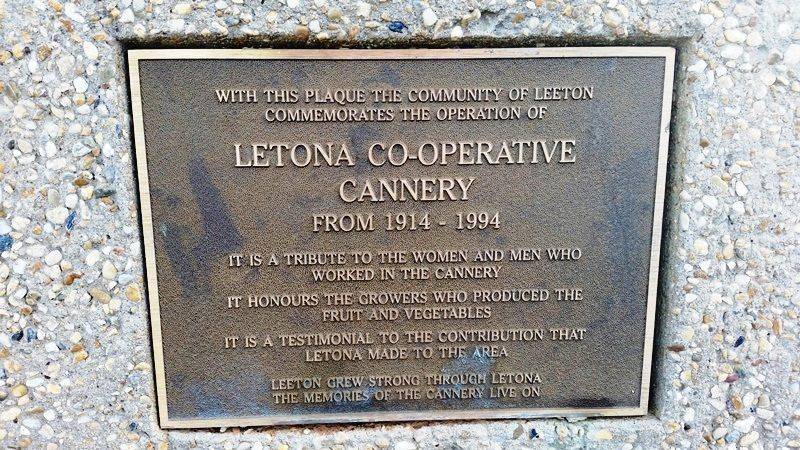 WITH THIS PLAQUE THE COMMUNITY OF LEETON
COMMEMORATES THE OPERATION OF
LETONA CO-OPERATIVE
CANNERY
FROM 1914 - 1994
IT IS A TRIBUTE TO THE WOMEN AND MEN WHO
WORKED IN THE CANNERY
IT HONOURS THE GROWERS WHO PRODUCED THE
FRUIT AND VEGETABLES
IT IS A TESTIMONIAL TO THE CONTRIBUTION THAT
LETONA MADE TO THE AREA
LEETON GREW STRONG THROUGH LETONA
THE MEMORIES OF THE CANNERY LIVE ON